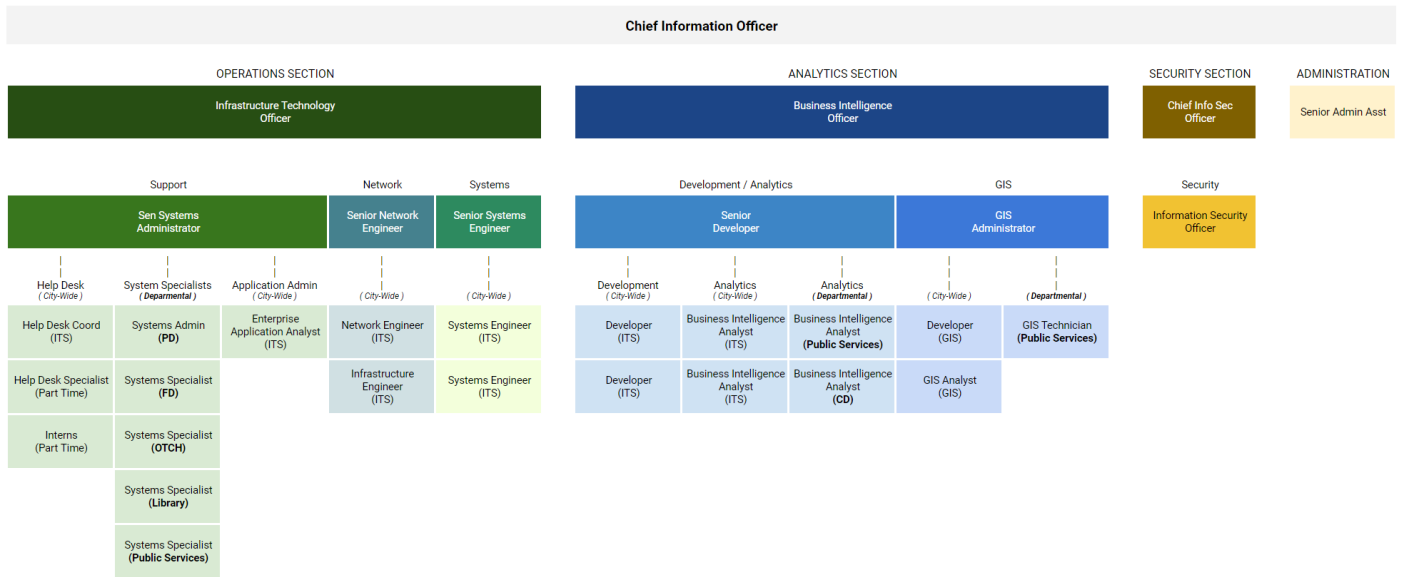 Chief Information Officer
OPERATIONS SECTION
Infrastructure Technology
Officer
ANALYTICS SECTION
Business Intelligence
Officer
SECURITY SECTION
Chief Info Sec
Officer
ADMINISTRATION
Senior Admin Asst
Support
Sen Systems
Administrator
Network
Senior Network
Engineer
Systems
Senior Systems
Engineer
Development / Analytics
Senior
Developer
GIS
GIS
Administrator
Security
Information Security
Officer
Help Desk
( City-Wide )
Help Desk Coord
(ITS)
Help Desk Specialist
(Part Time)
Interns
(Part Time)
System Specialists
( Deparmental )
Systems Admin
(PD)
Systems Specialist
(FD)
Systems Specialist
(OTCH)
Systems Specialist
(Library)
Systems Specialist
(Public Services)
Application Admin
( City-Wide )
Enterprise
Application Analyst
(ITS)
( City-Wide )
Network Engineer
(ITS)
Infrastructure
Engineer
(ITS)
( City-Wide )
Systems Engineer
(ITS)
Systems Engineer
(ITS)
Development
( City-Wide )
Developer
(ITS)
Developer
(ITS)
Analytics
( City-Wide )
Business Intelligence
Analyst
(ITS)
Business Intelligence
Analyst
(ITS)
Analytics
( Departmental )
Business Intelligence
Analyst
(Public Services)
Business Intelligence
Analyst
(CD)
( City-Wide )
Developer
(GIS)
GIS Analyst
(GIS)
( Departmental )
GIS Technician
(Public Services)